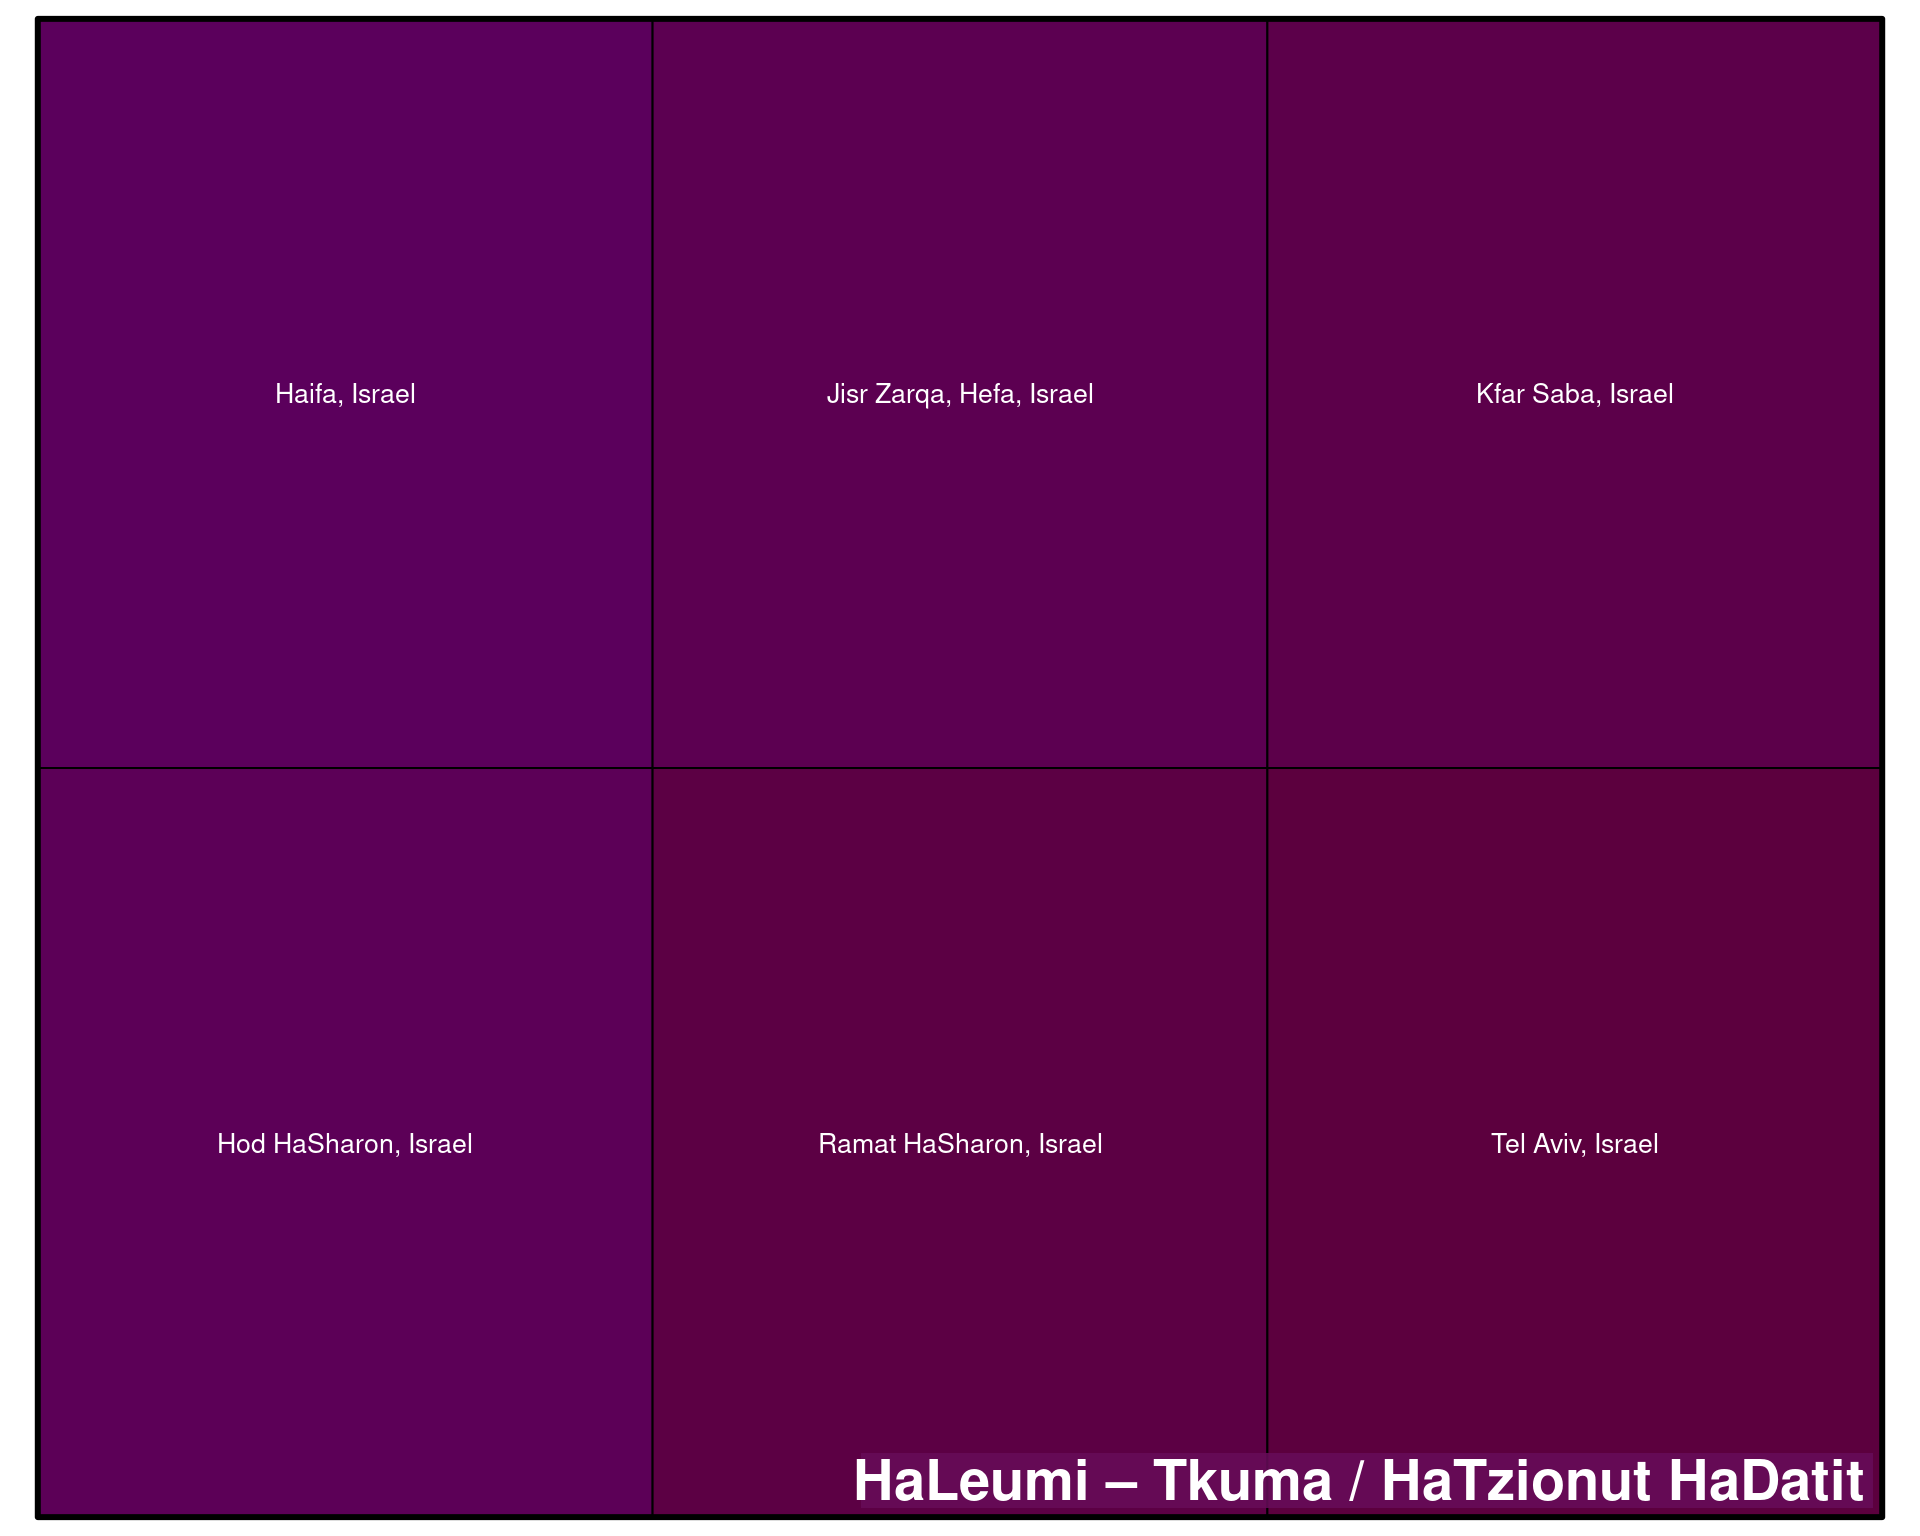 Haifa, Israel
Jisr Zarqa, Hefa, Israel
Kfar Saba, Israel
Hod HaSharon, Israel
Ramat HaSharon, Israel
Tel Aviv, Israel
HaLeumi – Tkuma / HaTzionut HaDatit